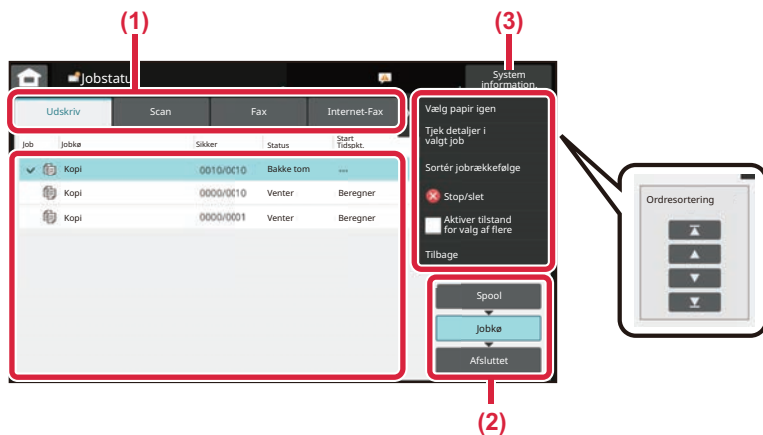 (1)
(3)
Jobstatu
System
information.
Udskriv
Scan
Fax
Internet-Fax
Job
Jobkø
Sikker
Status
Start
Tidspkt.
Kopi
0010/0010
Bakke tom
---
Kopi
0000/0010
Venter
Beregner
Kopi
0000/0001
Venter
Beregner
Vælg papir igen
Tjek detaljer i
valgt job
Sortér jobrækkefølge
Stop/slet
Aktiver tilstand
for valg af flere
Tilbage
Spool
Jobkø
Afsluttet
Ordresortering
(2)